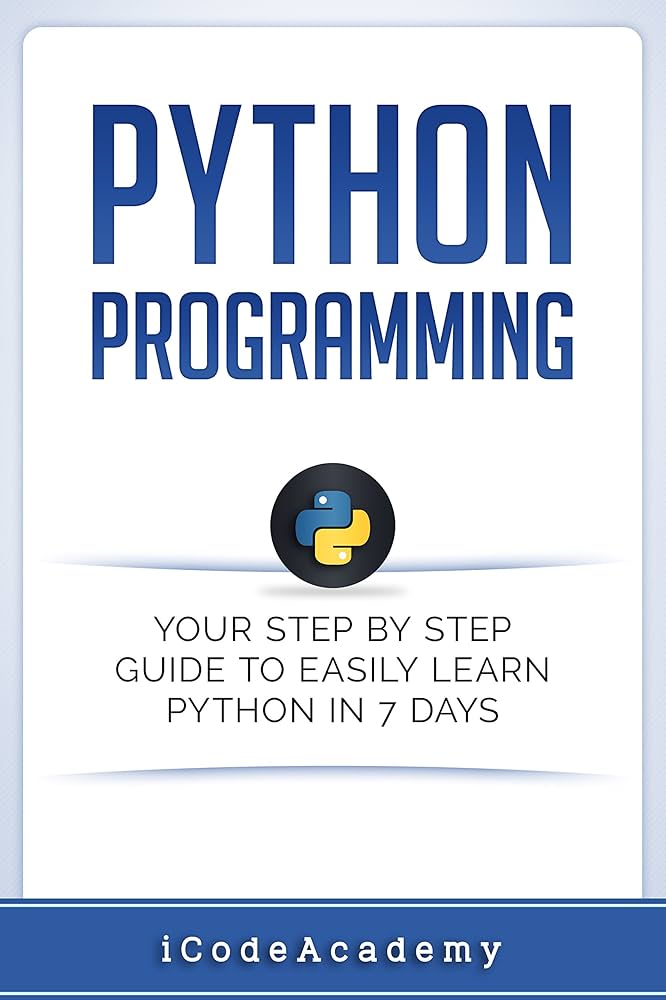 PYTHON
PROGRAMMING
YOUR STEP BY STEP
GUIDE TO EASILY LEARN
PYTHON IN 7 DAYS
iCodeAcademy